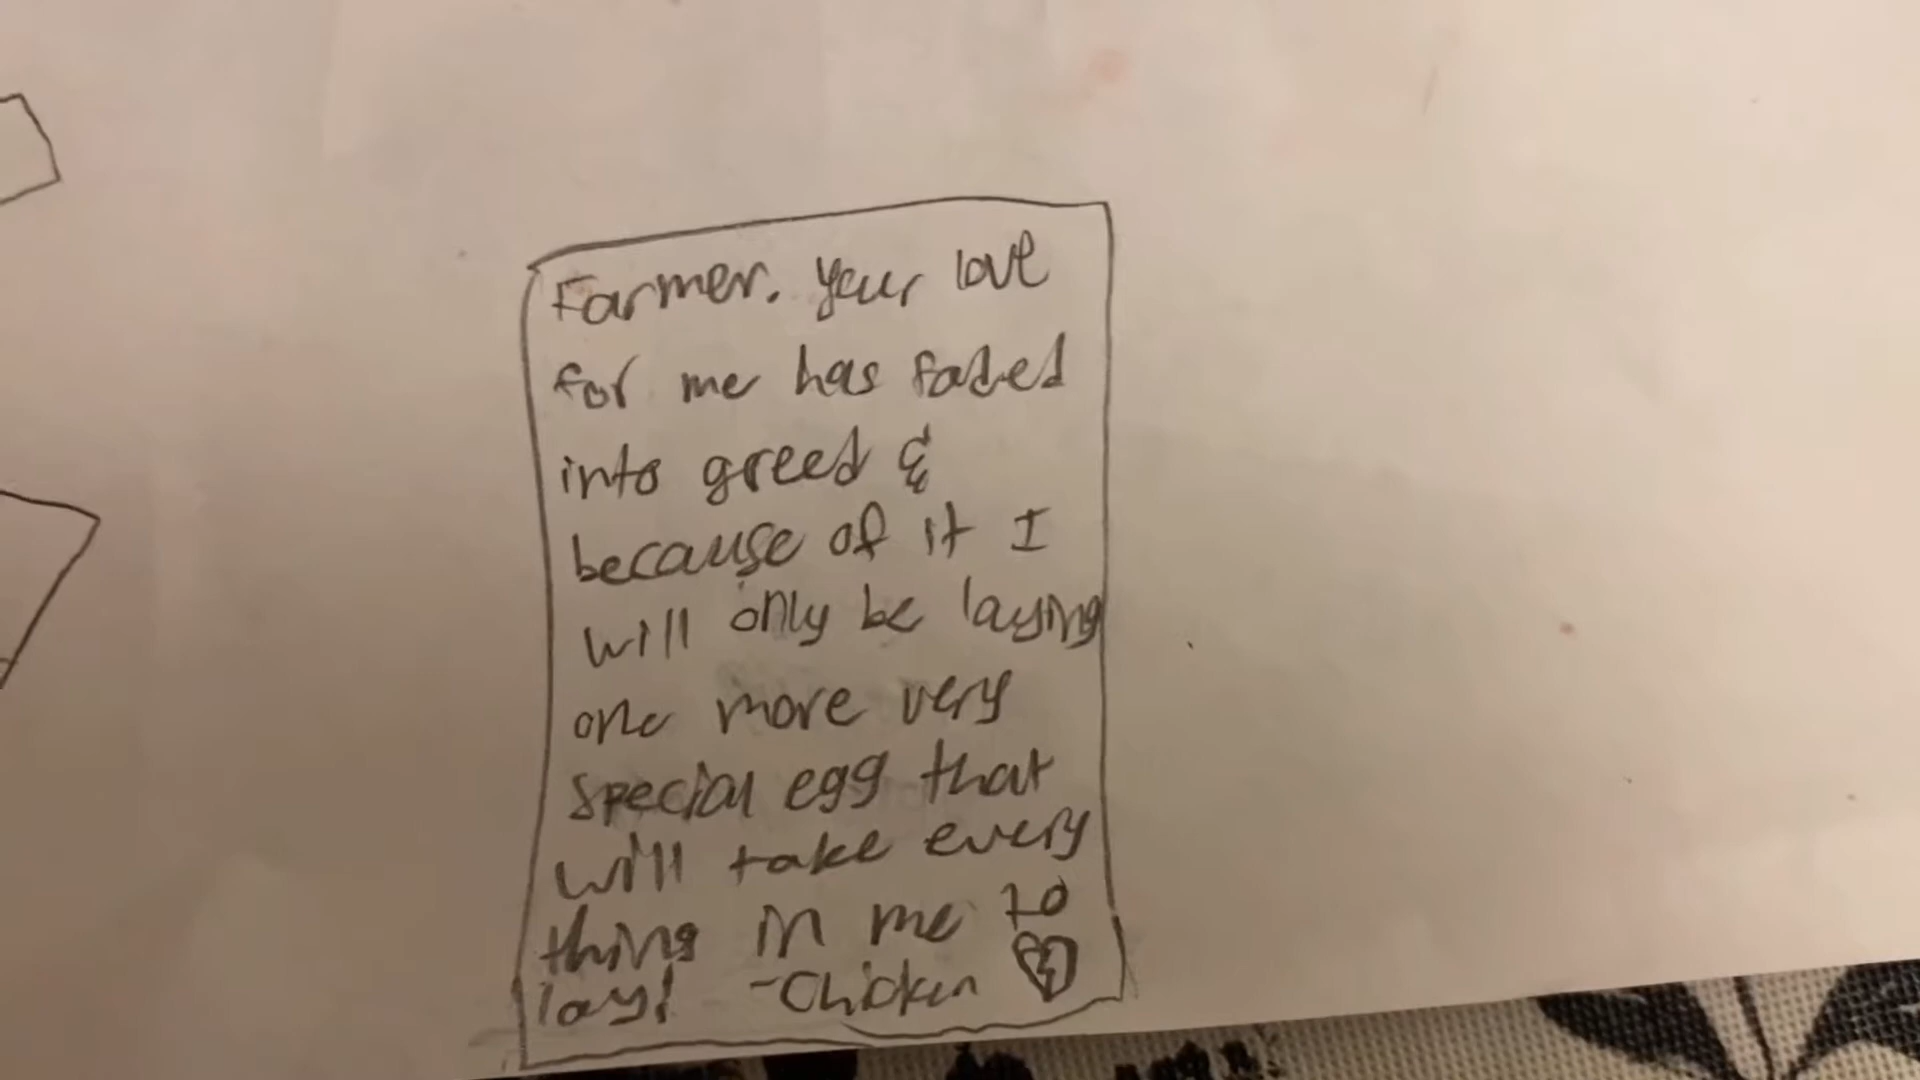 Farmer. Your love
for me has faded
into greed &
because of it I
will only be laying
one more very
special egg that
will take every
thing in me to
lay! -Chicken